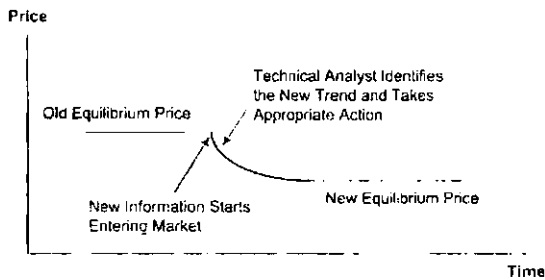 Price
Technical Analyst Identifies
the New Trend and Takes
Appropriate Action
Old Equilibrium Price
New Information Starts
Entering Market
New Equilibrium Price
Time